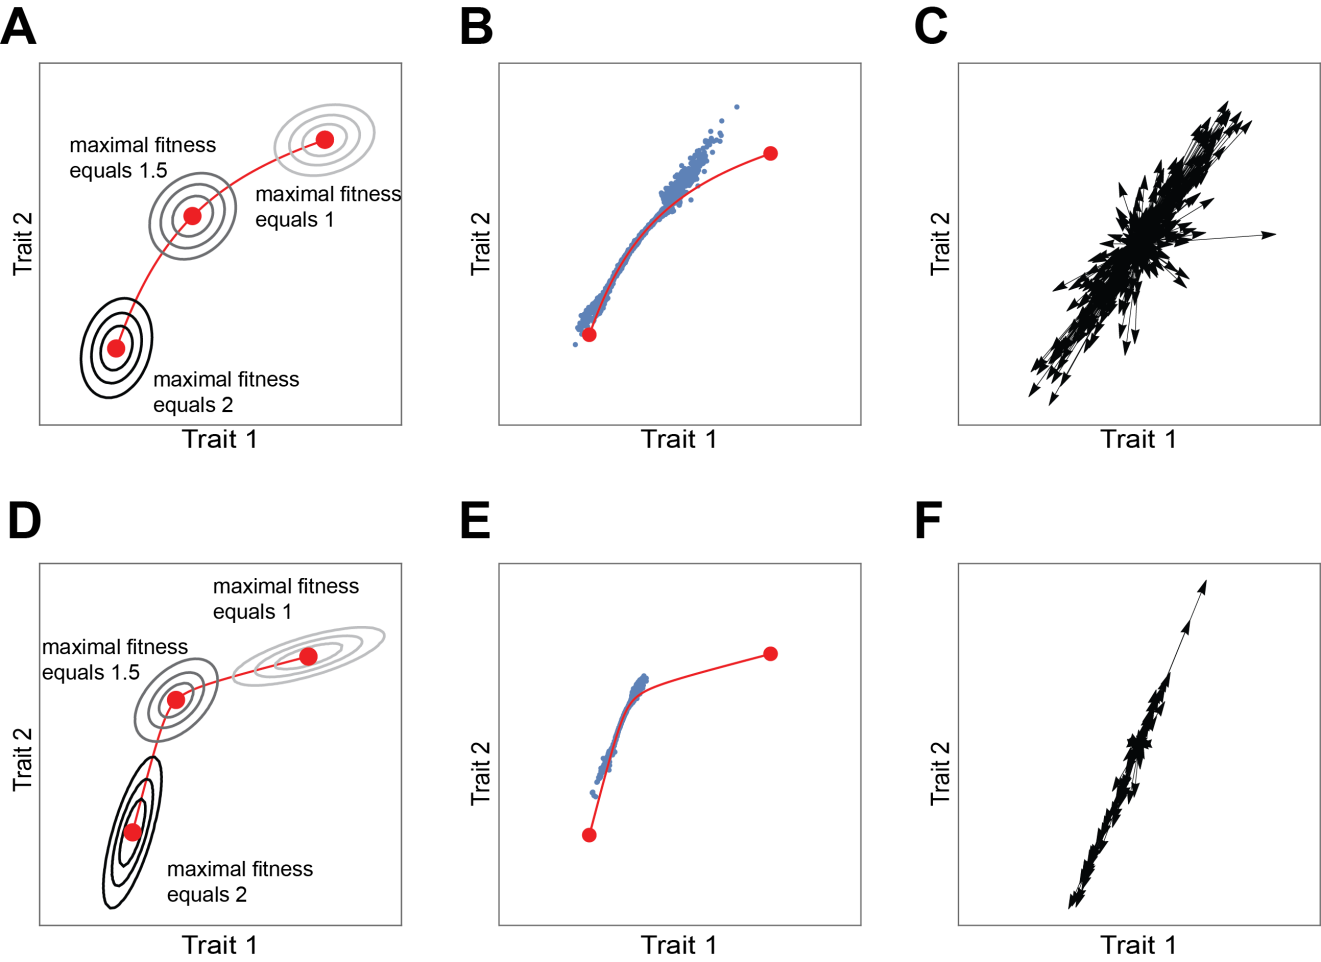 A
B
C
maximal fitness
equals 1.5
maximal fitness
equals 1
maximal fitness
equals 2
Trait 2
Trait 1
Trait 2
Trait 1
Trait 2
Trait 1
D
E
F
maximal fitness
equals 1
maximal fitness
equals 1.5
maximal fitness
equals 2
Trait 2
Trait 1
Trait 2
Trait 1
Trait 2
Trait 1